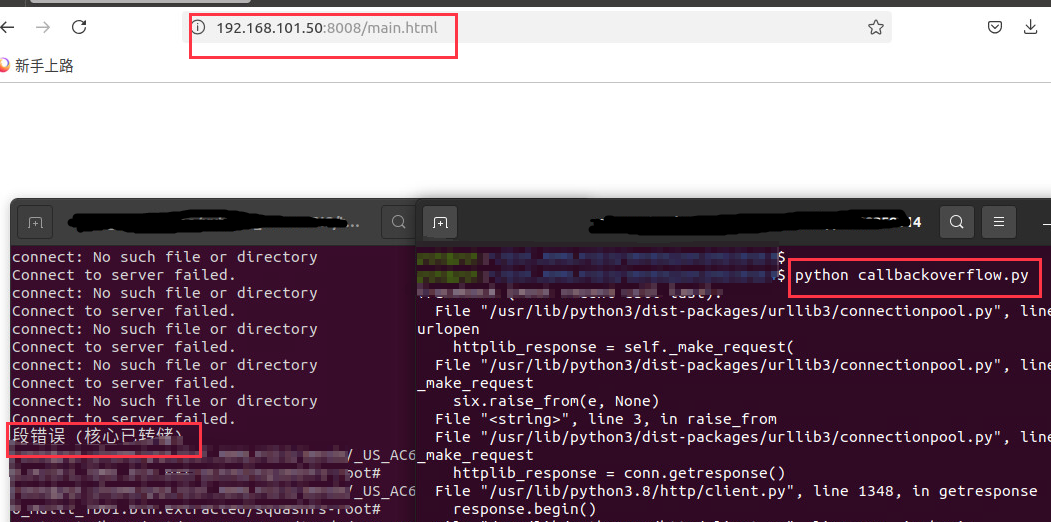 192.168.101.50:8008/main.html
新手上路
connect: No such file or directory
Connect to server failed.
connect: No such file or directory
Connect to server failed.
connect: No such file or directory
Connect to server failed.
connect: No such file or directory
Connect to server failed.
connect: No such file or directory
Connect to server failed.
段错误 (核心已转储)
/_US_AC6
root#
/_US_AC6
.extracted/squashfs-root#
14
$
$ python callbackoverflow.py
File "/usr/lib/python3/dist-packages/urllib3/connectionpool.py", line
urlopen
httplib_response = self._make_request(
File "/usr/lib/python3/dist-packages/urllib3/connectionpool.py", line
_make_request
six.raise_from(e, None)
File "<string>", line 3, in raise_from
File "/usr/lib/python3/dist-packages/urllib3/connectionpool.py", line
_make_request
httplib_response = conn.getresponse()
File "/usr/lib/python3.8/http/client.py", line 1348, in getresponse
response.begin()